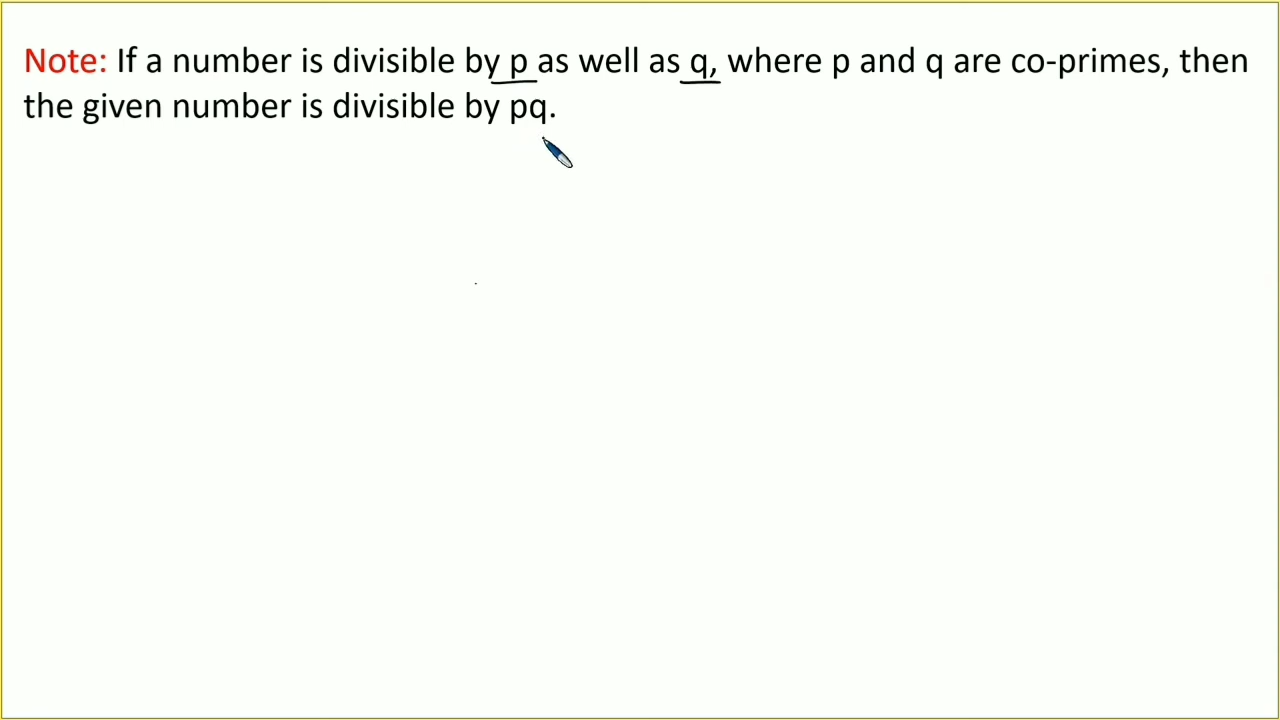 Note: If a number is divisible by p as well as q, where p and q are co-primes, then
the given number is divisible by pq.